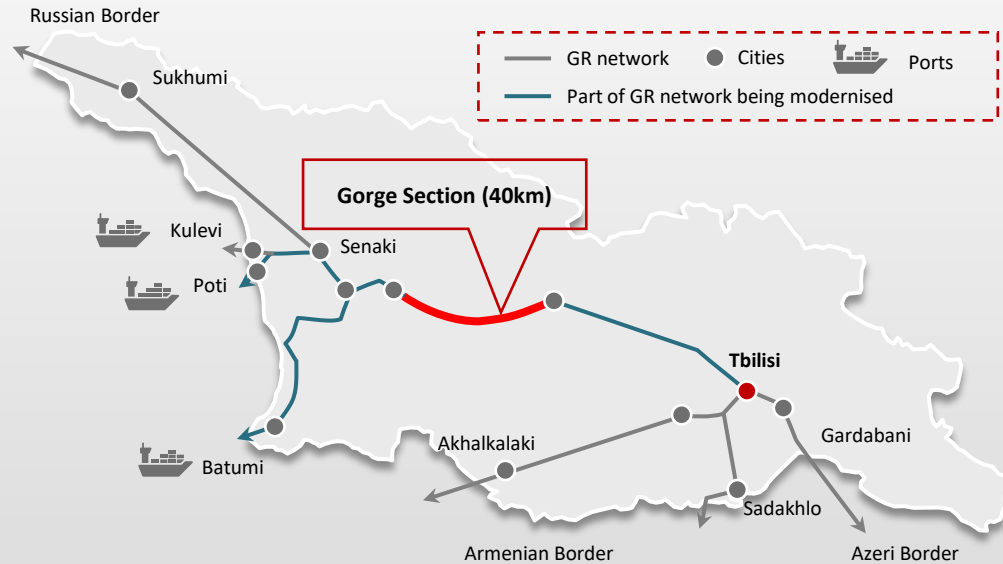 Russian Border
GR network
Cities
Ports
Part of GR network being modernised
Sukhumi
Gorge Section (40km)
Kulevi
Senaki
Poti
Tbilisi
Gardabani
Akhalkalaki
Batumi
Sadakhlo
Armenian Border
Azeri Border